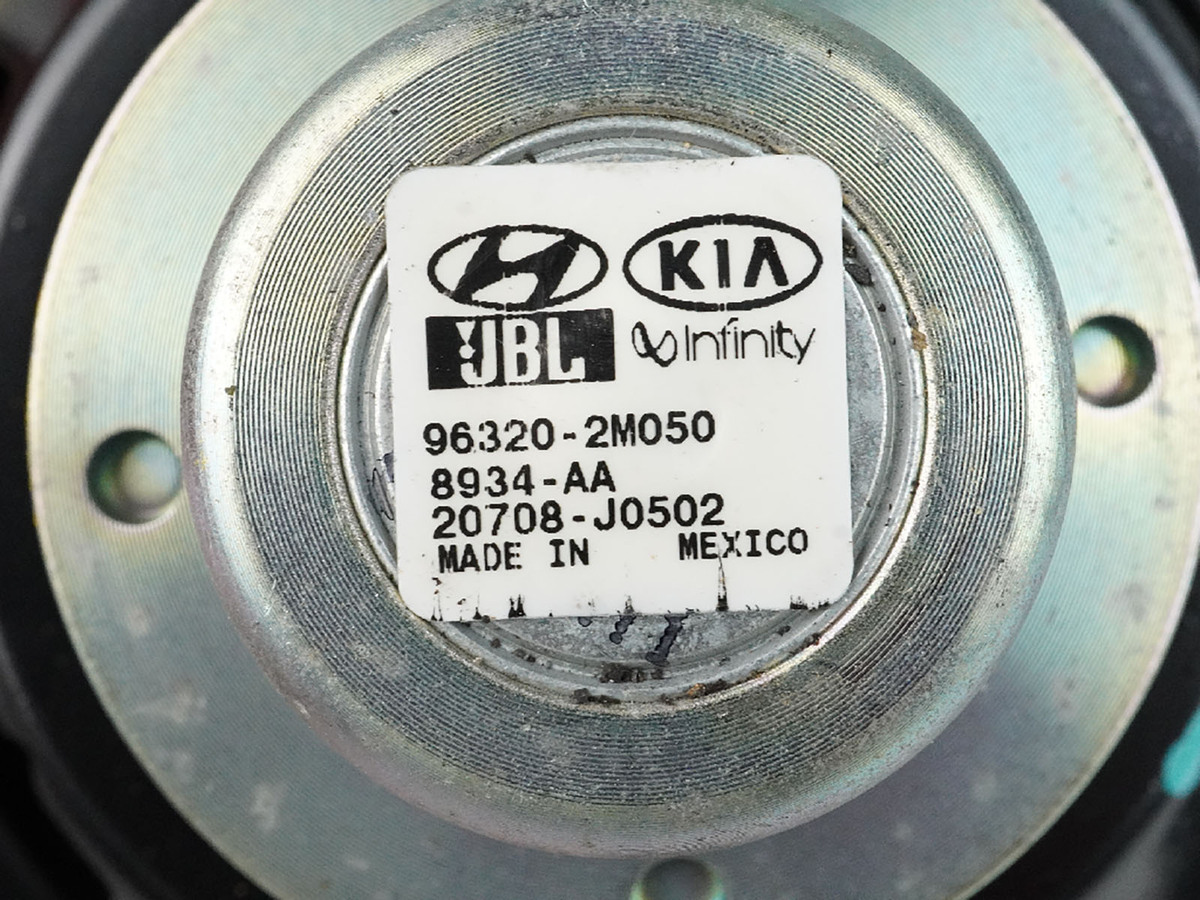 KIA
JBL Infinity
96320-2M050
8934-AA
20708-J0502
MADE IN MEXICO